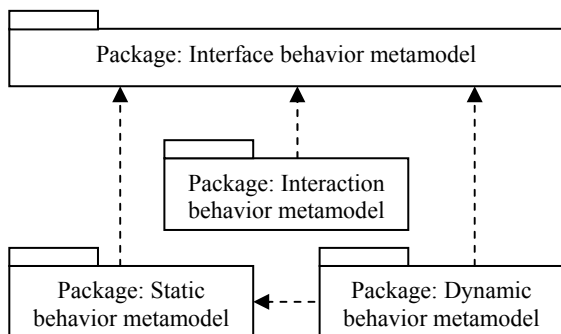 Package: Interface behavior metamodel
Package: Interaction
behavior metamodel
Package: Static
behavior metamodel
Package: Dynamic
behavior metamodel